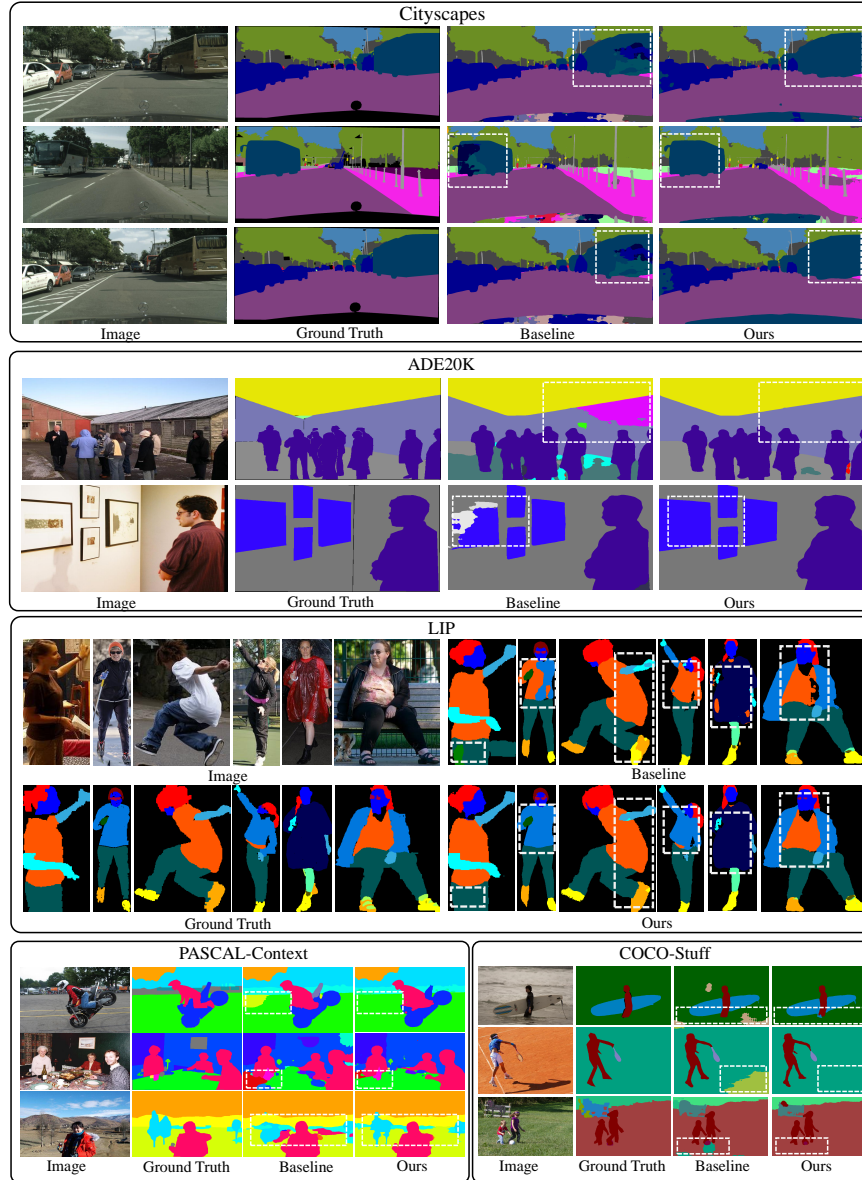 Cityscapes
Image Ground Truth Baseline Ours
ADE20K
Image Ground Truth Baseline Ours
LIP
Image Baseline
Ground Truth Ours
PASCAL-Context
Image Ground Truth Baseline Ours
COCO-Stuff
Image Ground Truth Baseline Ours